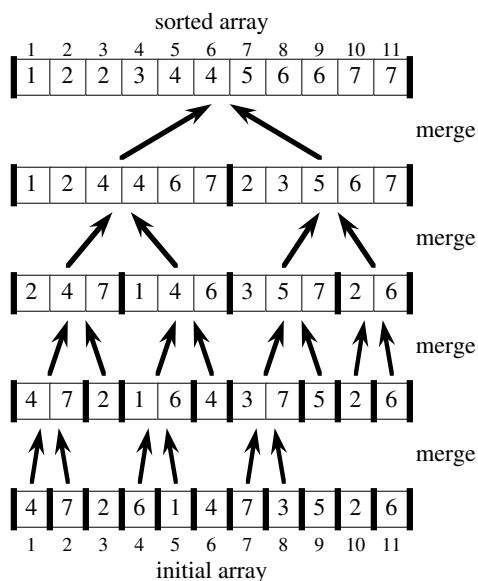 sorted array
1 2 3 4 5 6 7 8 9 10 11
1 2 2 3 4 4 5 6 6 7 7
merge
1 2 4 4 6 7 2 3 5 6 7
merge
2 4 7 1 4 6 3 5 7 2 6
merge
4 7 2 1 6 4 3 7 5 2 6
merge
4 7 2 6 1 4 7 3 5 2 6
1 2 3 4 5 6 7 8 9 10 11
initial array